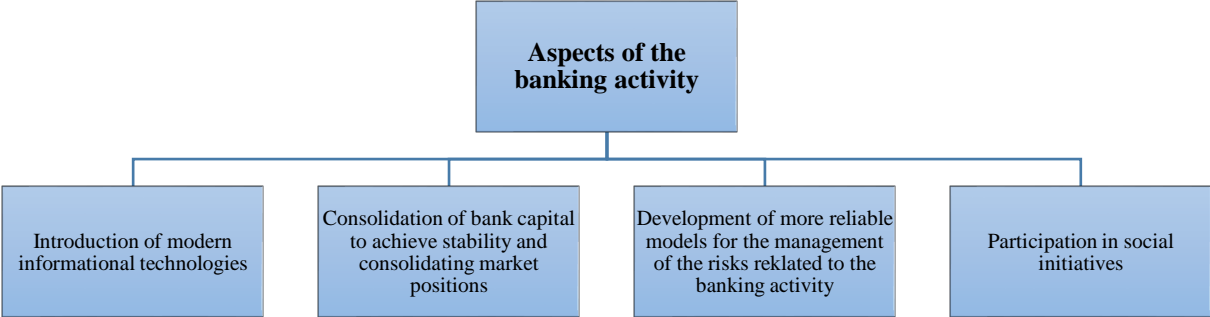 Aspects of the
banking activity
Introduction of modern
informational technologies
Consolidation of bank capital
to achieve stability and
consolidating market
positions
Development of more reliable
models for the management
of the risks reklated to the
banking activity
Participation in social
initiatives